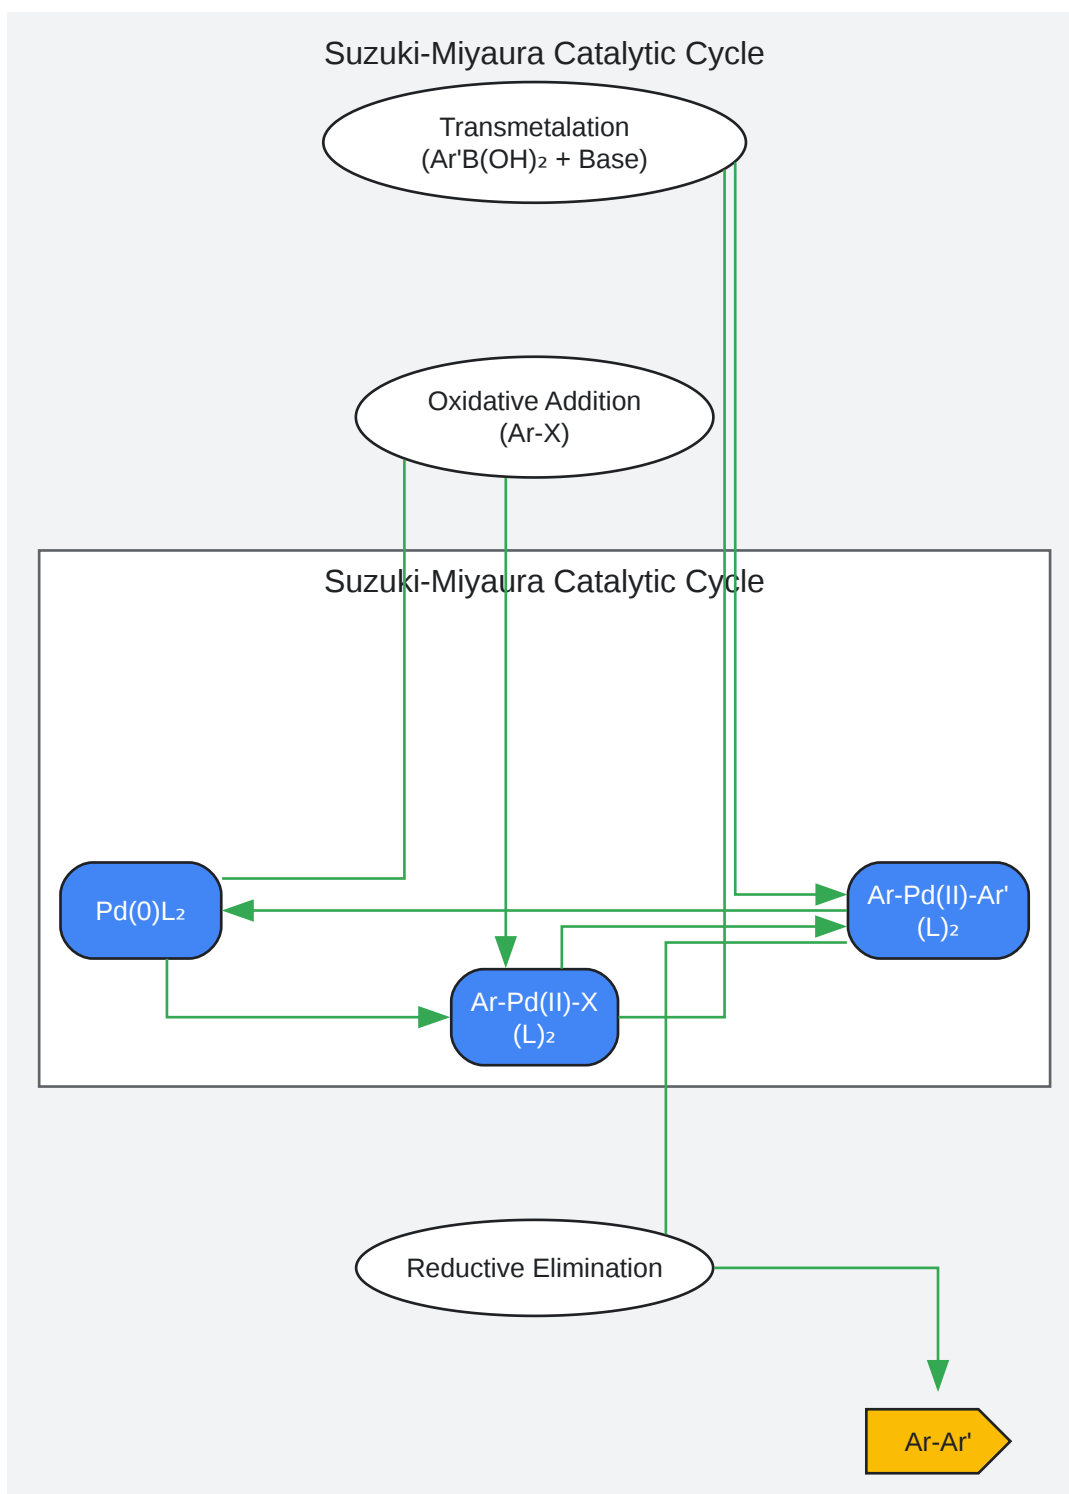 Suzuki-Miyaura Catalytic Cycle
Transmetalation
(Ar'B(OH)₂ + Base)
Oxidative Addition
(Ar-X)
Suzuki-Miyaura Catalytic Cycle
Pd(0)L₂
Ar-Pd(II)-Ar'
(L)₂
Ar-Pd(II)-X
(L)₂
Reductive Elimination
Ar-Ar'